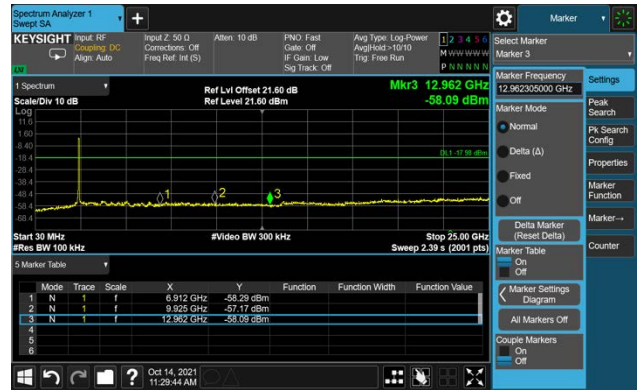 Spectrum Analyzer 1
Swept SA
Marker
KEYSIGHT
Input: RF
Coupling: DC
Align: Auto
Input Z: 50 Ω
Corrections: Off
Freq Ref: Int (S)
Atten: 10 dB
PNO: Fast
Gate: Off
IF Gain: Low
Sig Track: Off
Avg Type: Log-Power
Avg|Hold:>10/10
Trig: Free Run
1 2 3 4 5 6
M W W W W W
P N N N N N
LXI
Select Marker
Marker 3
1 Spectrum
Scale/Div 10 dB
Ref Lvl Offset 21.60 dB
Ref Level 21.60 dBm
Mkr3 12.962 GHz
-58.09 dBm
Log
11.6
1.60
-8.40
-18.4
-28.4
-38.4
-48.4
-58.4
-68.4
DL1 -17.98 dBm
1
2
3
Start 30 MHz
#Res BW 100 kHz
#Video BW 300 kHz
Stop 25.00 GHz
Sweep 2.39 s (2001 pts)
5 Marker Table
Mode Trace Scale X Y Function Function Width Function Value
1 N 1 f 6.912 GHz -58.29 dBm
2 N 1 f 9.925 GHz -57.17 dBm
3 N 1 f 12.962 GHz -58.09 dBm
4
5
6
Marker Frequency
12.962305000 GHz
Marker Mode
Normal
Delta (Δ)
Fixed
Off
Delta Marker
(Reset Delta)
Marker Table
On
Off
Marker Settings
Diagram
All Markers Off
Couple Markers
On
Off
Settings
Peak
Search
Pk Search
Config
Properties
Marker
Function
Marker→
Counter
?
Oct 14, 2021
11:29:44 AM